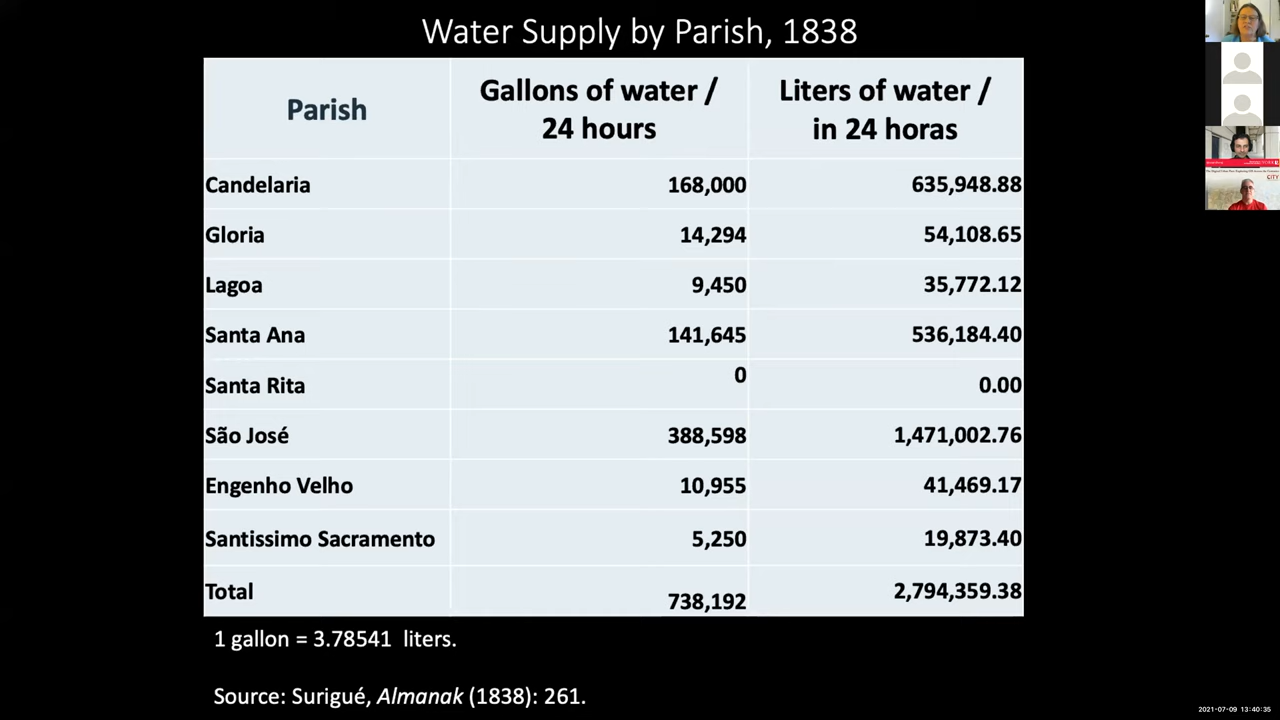 Water Supply by Parish, 1838
Parish
Gallons of water /
24 hours
Liters of water /
in 24 horas
Candelaria 168,000 635,948.88
Gloria 14,294 54,108.65
Lagoa 9,450 35,772.12
Santa Ana 141,645 536,184.40
Santa Rita 0 0.00
São José 388,598 1,471,002.76
Engenho Velho 10,955 41,469.17
Santissimo Sacramento 5,250 19,873.40
Total 738,192 2,794,359.38
1 gallon = 3.78541 liters.
Source: Surigué, Almanak (1838): 261.
CITY
2021-07-09 13:40:35